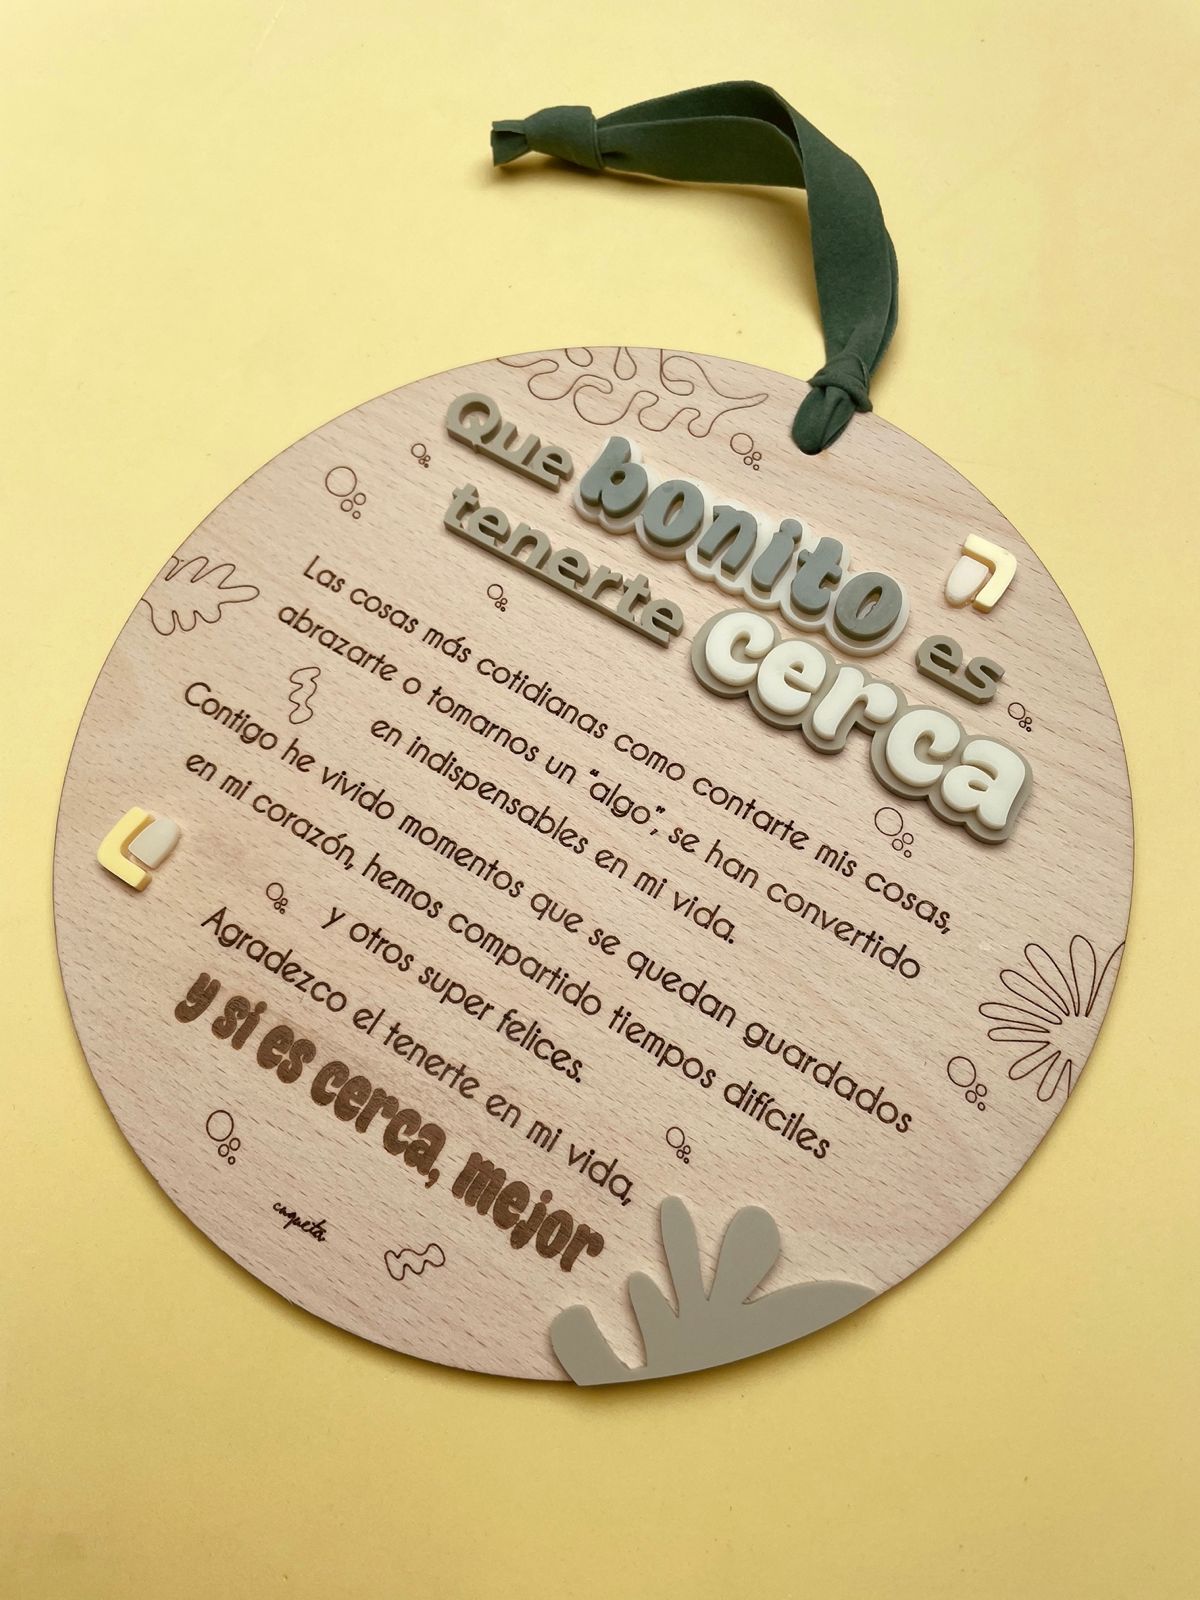 Que bonito es
tenerte cerca
Las cosas más cotidianas como contarte mis cosas,
abrazarte o tomarnos un "algo", se han convertido
en indispensables en mi vida.
Contigo he vivido momentos que se quedan guardados
en mi corazón, hemos compartido tiempos difíciles
y otros super felices.
Agradezco el tenerte en mi vida,
y si es cerca, mejor
cuqueta